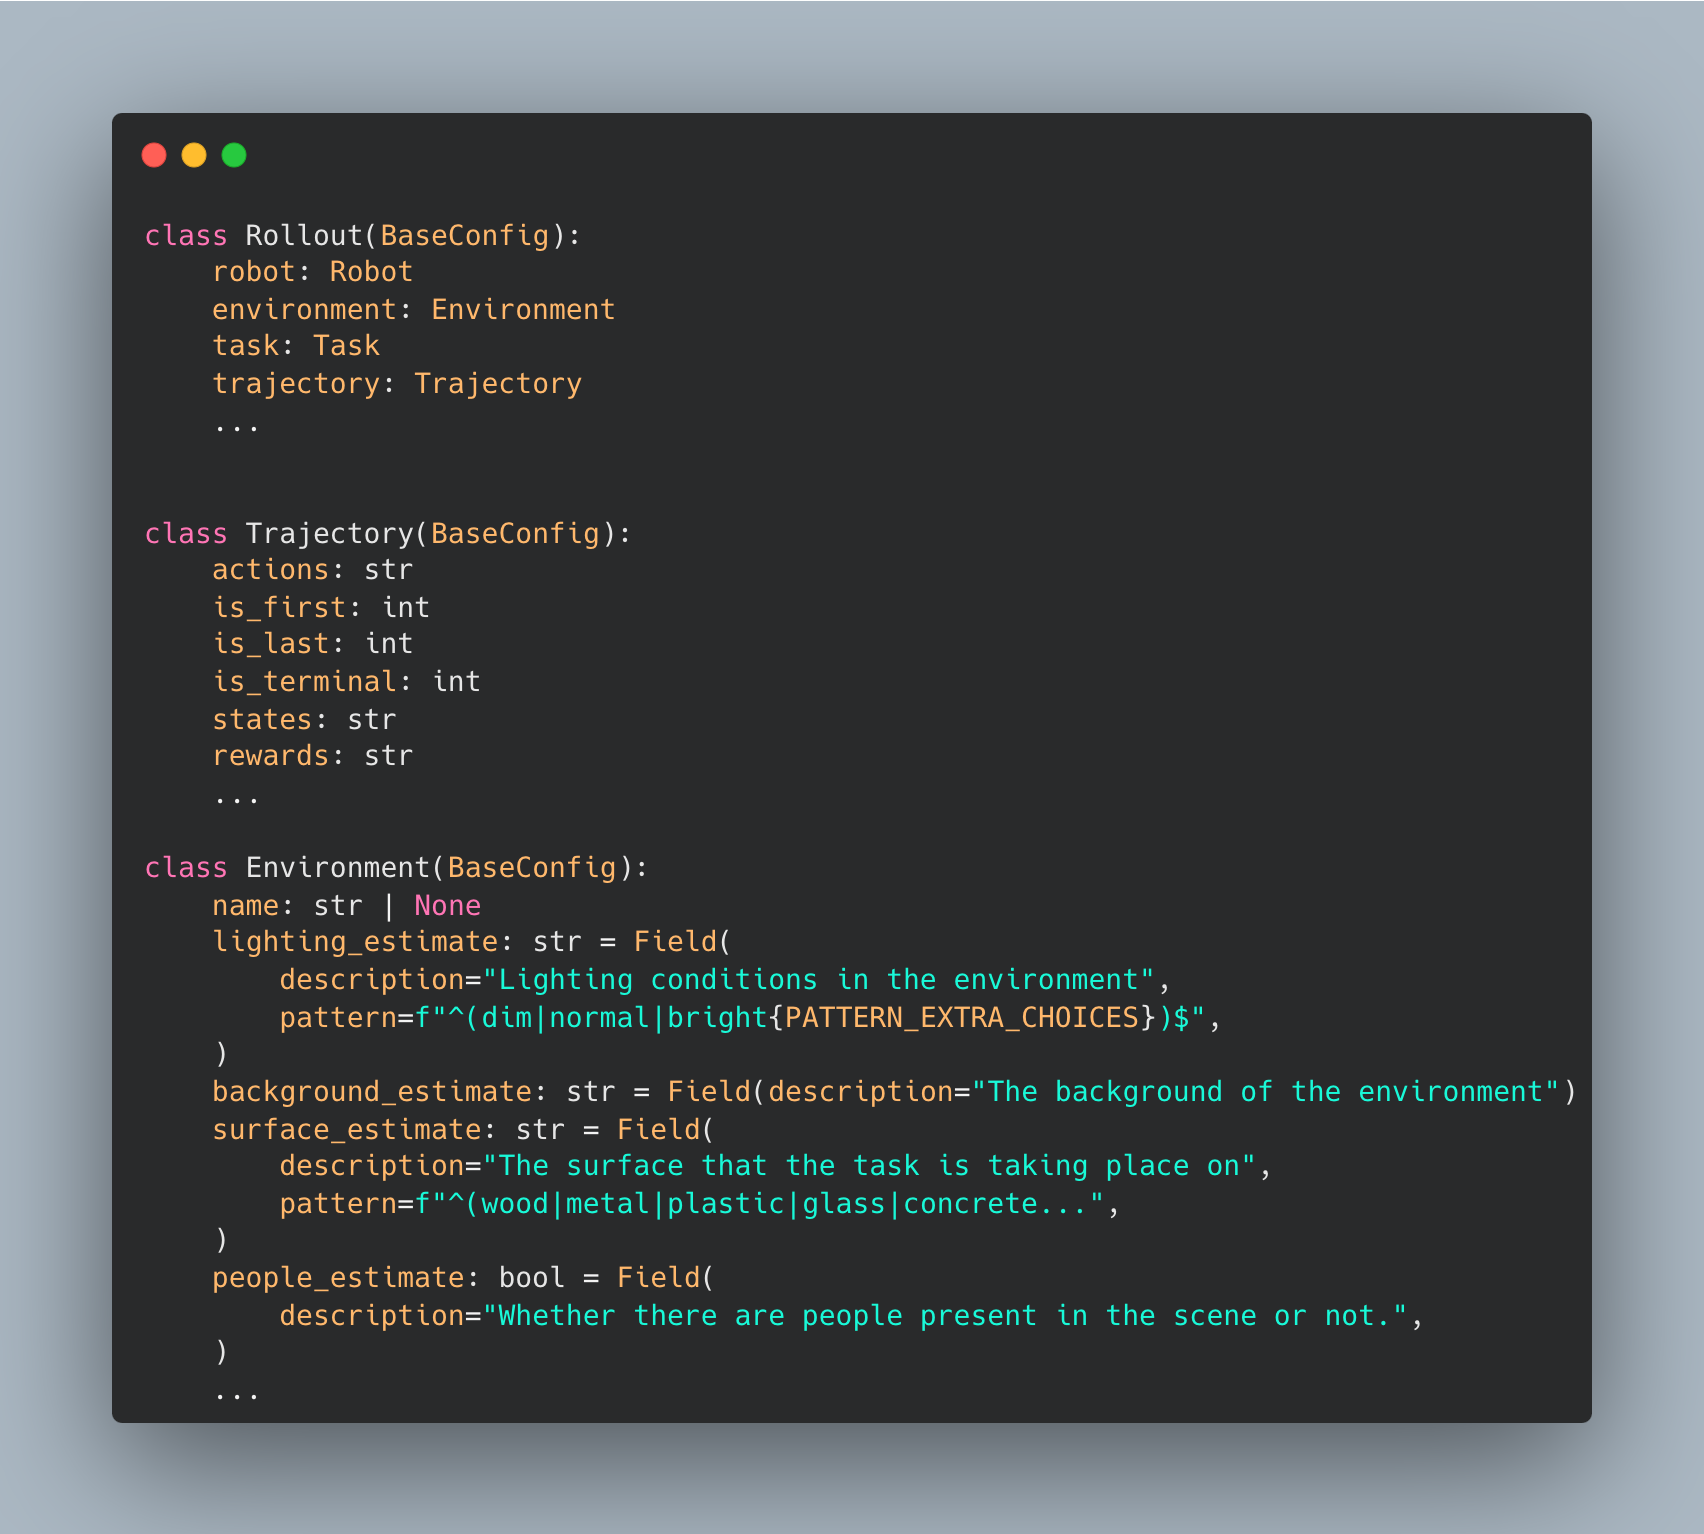 class Rollout(BaseConfig):
    robot: Robot
    environment: Environment
    task: Task
    trajectory: Trajectory
    ...
class Trajectory(BaseConfig):
    actions: str
    is_first: int
    is_last: int
    is_terminal: int
    states: str
    rewards: str
    ...
class Environment(BaseConfig):
    name: str | None
    lighting_estimate: str = Field(
        description="Lighting conditions in the environment",
        pattern=f"^(dim|normal|bright{PATTERN_EXTRA_CHOICES})$",
    )
    background_estimate: str = Field(description="The background of the environment")
    surface_estimate: str = Field(
        description="The surface that the task is taking place on",
        pattern=f"^(wood|metal|plastic|glass|concrete...",
    )
    people_estimate: bool = Field(
        description="Whether there are people present in the scene or not.",
    )
    ...